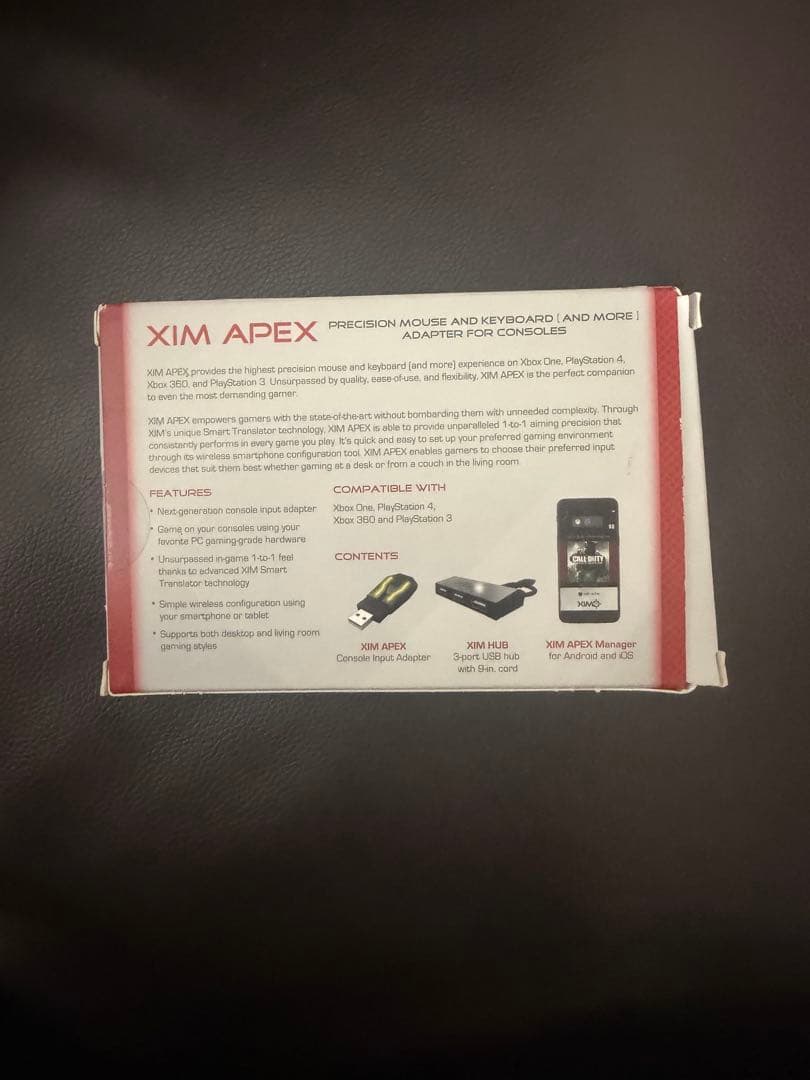 XIM APEX PRECISION MOUSE AND KEYBOARD [ AND MORE ]
ADAPTER FOR CONSOLES
XIM APEX provides the highest precision mouse and keyboard [and more] experience on Xbox One, PlayStation 4,
Xbox 360, and PlayStation 3. Unsurpassed by quality, ease-of-use, and flexibility, XIM APEX is the perfect companion
to even the most demanding gamer.
XIM APEX empowers gamers with the state-of-the-art without bombarding them with unneeded complexity. Through
XIM's unique Smart Translator technology, XIM APEX is able to provide unparalleled 1-to-1 aiming precision that
consistently performs in every game you play. It's quick and easy to set up your preferred gaming environment
through its wireless smartphone configuration tool. XIM APEX enables gamers to choose their preferred input
devices that suit them best whether gaming at a desk or from a couch in the living room.
FEATURES
• Next-generation console input adapter
• Game on your consoles using your
favorite PC gaming-grade hardware
• Unsurpassed in-game 1-to-1 feel
thanks to advanced XIM Smart
Translator technology
• Simple wireless configuration using
your smartphone or tablet
• Supports both desktop and living room
gaming styles
COMPATIBLE WITH
Xbox One, PlayStation 4,
Xbox 360 and PlayStation 3
CONTENTS
CALL OF DUTY
XIM
XIM APEX
Console Input Adapter
XIM HUB
3-port USB hub
with 9-in. cord
XIM APEX Manager
for Android and iOS